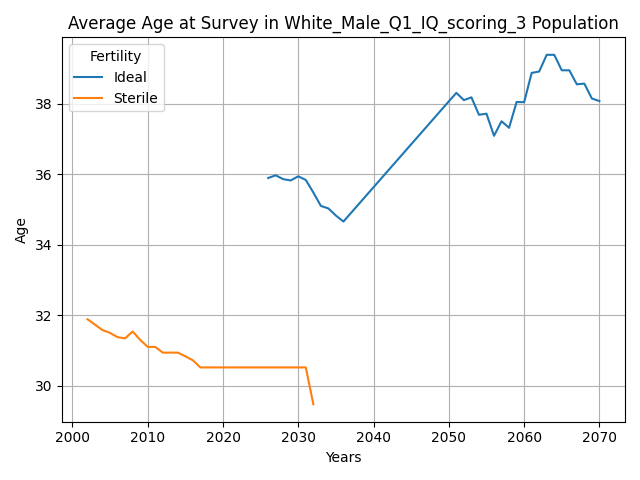 Average Age at Survey in White_Male_Q1_IQ_scoring_3 Population
Fertility
Ideal
Sterile
Age
38
36
34
32
30
2000 2010 2020 2030 2040 2050 2060 2070
Years